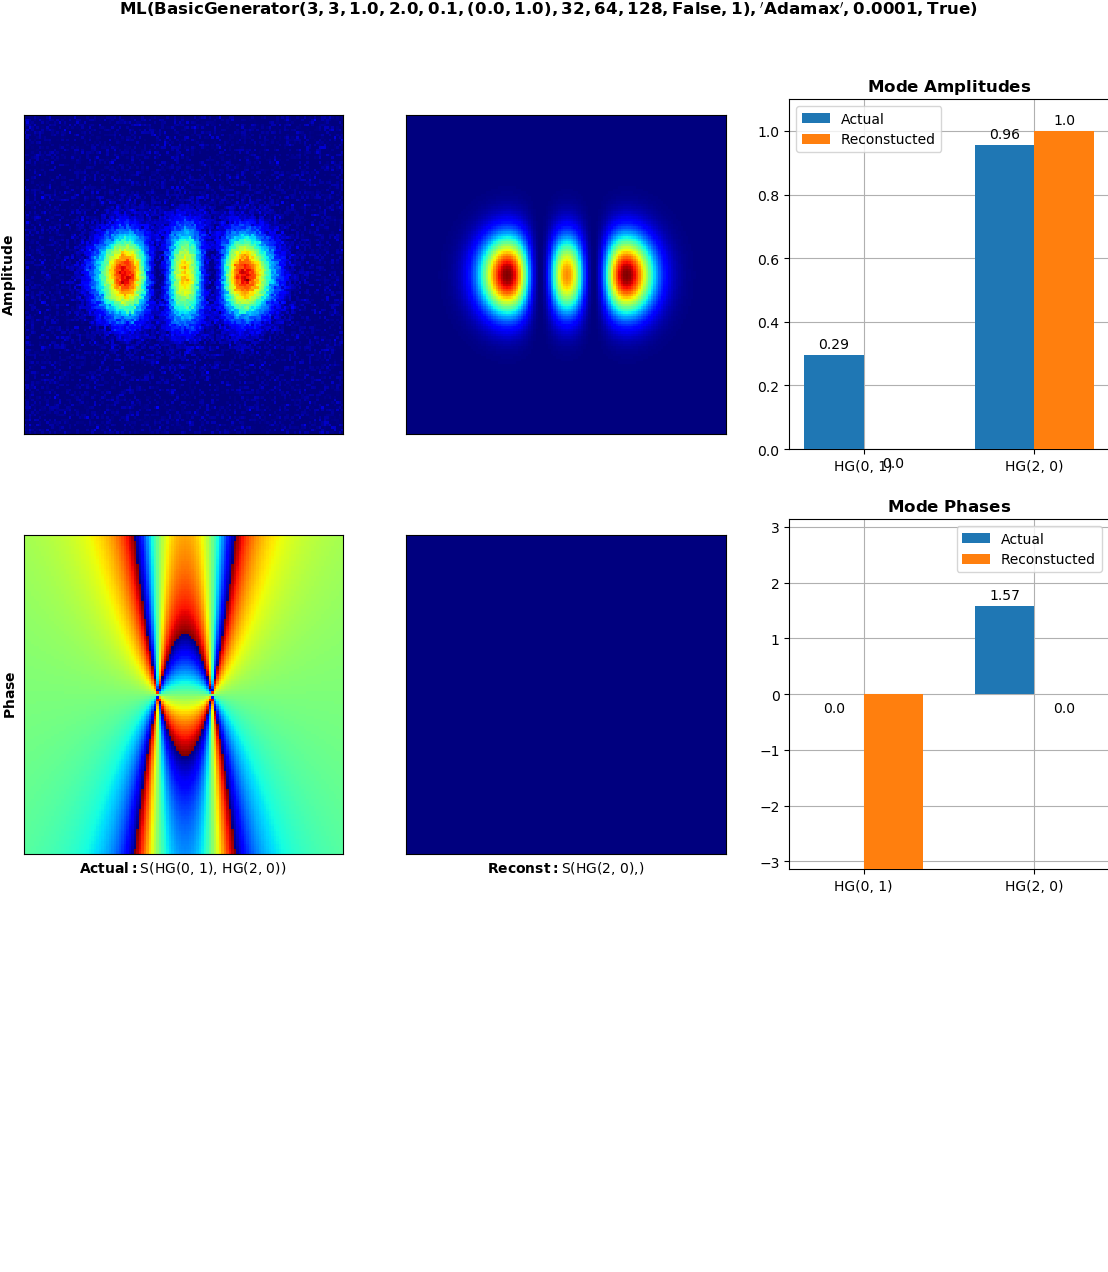 ML(BasicGenerator(3, 3, 1.0, 2.0, 0.1, (0.0, 1.0), 32, 64, 128, False, 1), 'Adamax', 0.0001, True)
Amplitude
Mode Amplitudes
Actual
Reconstucted
1.0
0.8
0.6
0.4
0.2
0.0
0.29
0.0
0.96
1.0
HG(0, 1)
HG(2, 0)
Phase
Actual:S(HG(0, 1), HG(2, 0))
Reconst:S(HG(2, 0),)
Mode Phases
Actual
Reconstucted
3
2
1
0
−1
−2
−3
0.0
1.57
0.0
HG(0, 1)
HG(2, 0)